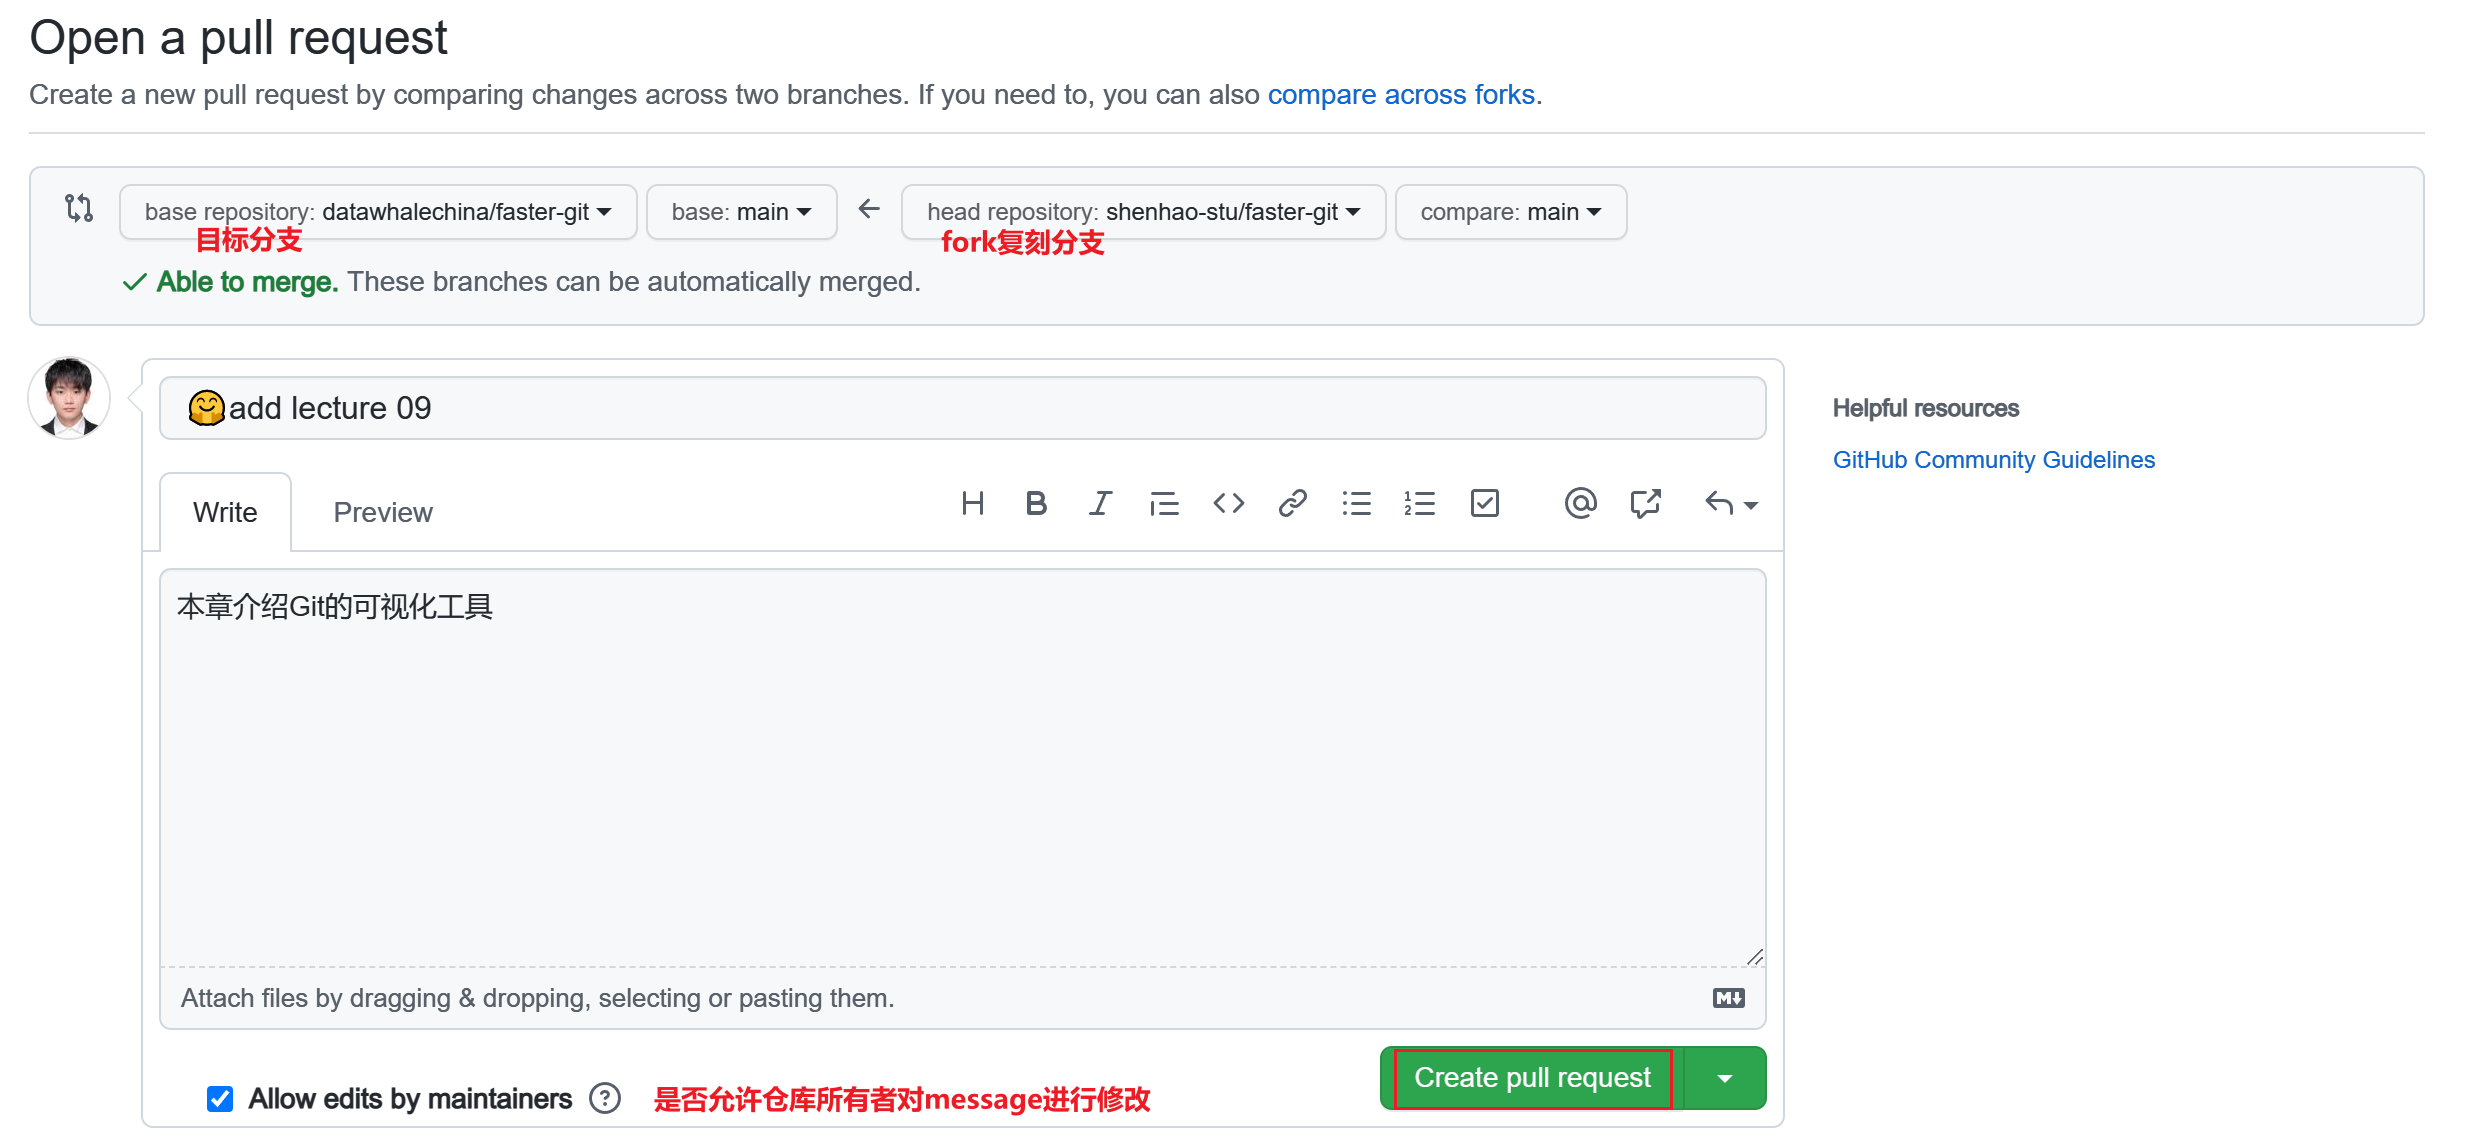 Open a pull request
Create a new pull request by comparing changes across two branches. If you need to, you can also compare across forks.
base repository: datawhalechina/faster-git base: main ← head repository: shenhao-stu/faster-git compare: main
目标分支 fork复刻分支
Able to merge. These branches can be automatically merged.
🤗add lecture 09
Helpful resources
GitHub Community Guidelines
Write Preview
本章介绍Git的可视化工具
Attach files by dragging & dropping, selecting or pasting them.
Allow edits by maintainers 是否允许仓库所有者对message进行修改
Create pull request